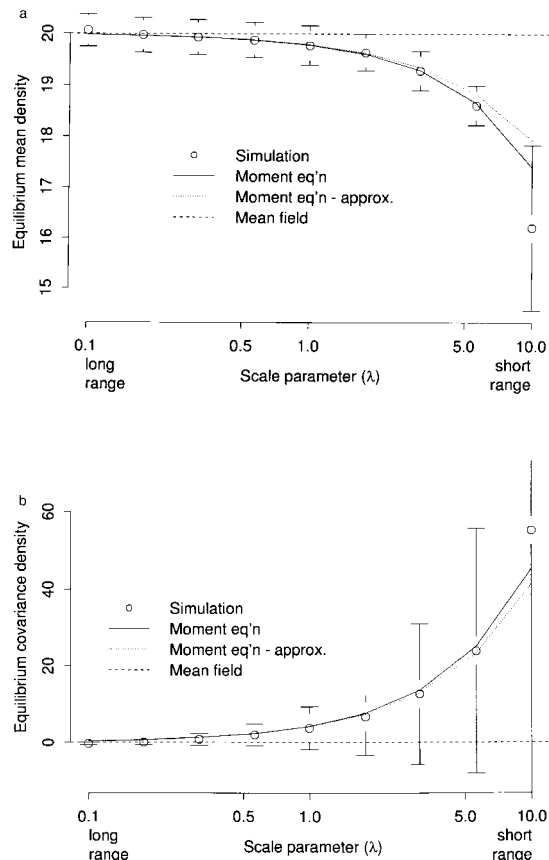 a
20
19
18
17
16
15
Equilibrium mean density
Simulation
Moment eq'n
Moment eq'n - approx.
Mean field
0.1
0.5
1.0
5.0
10.0
long
range
short
range
Scale parameter (λ)
σ
60
40
20
0
Equilibrium covariance density
Simulation
Moment eq'n
Moment eq'n - approx.
Mean field
0.1
0.5
1.0
5.0
10.0
long
range
short
range
Scale parameter (λ)